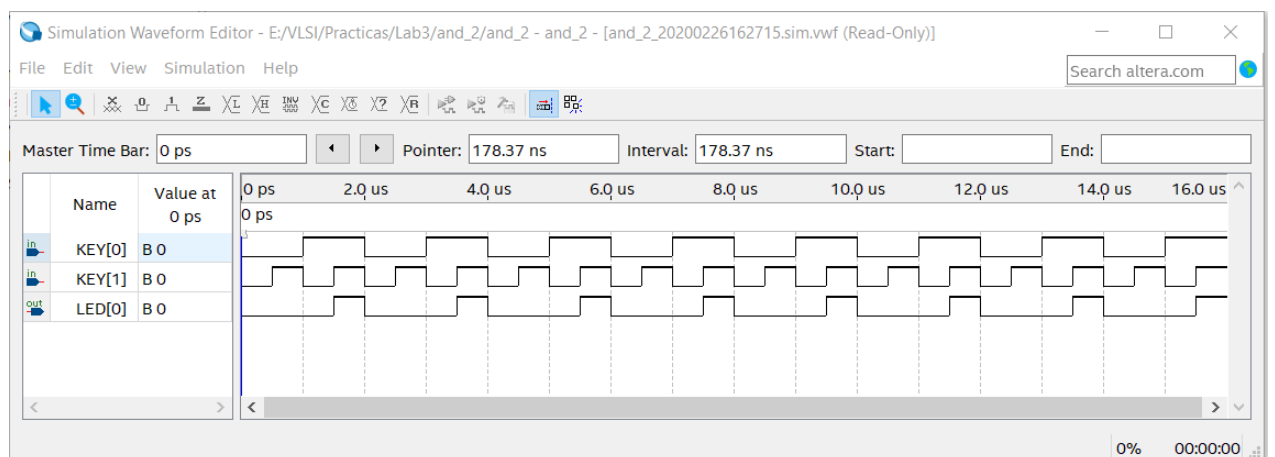 Simulation Waveform Editor - E:/VLSI/Practicas/Lab3/and_2/and_2 - and_2 - [and_2_20200226162715.sim.vwf (Read-Only)]
File Edit View Simulation Help
Search altera.com
Master Time Bar: 0 ps Pointer: 178.37 ns Interval: 178.37 ns Start: End:
Name Value at 0 ps
0 ps 2.0 us 4.0 us 6.0 us 8.0 us 10.0 us 12.0 us 14.0 us 16.0 us
0 ps
in KEY[0] B 0
in KEY[1] B 0
out LED[0] B 0
0% 00:00:00